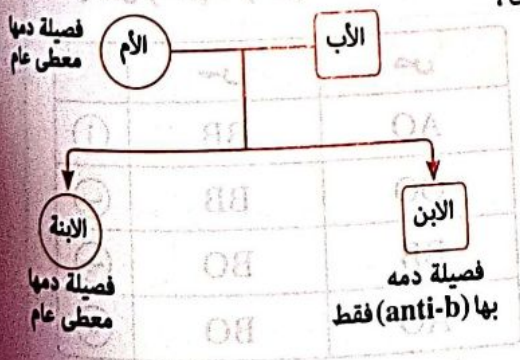 فصيلة دمها
معطى عام
الأم
الأب
الابنة
الابن
فصيلة دمها
معطى عام
فصيلة دمه
بها (anti-b) فقط